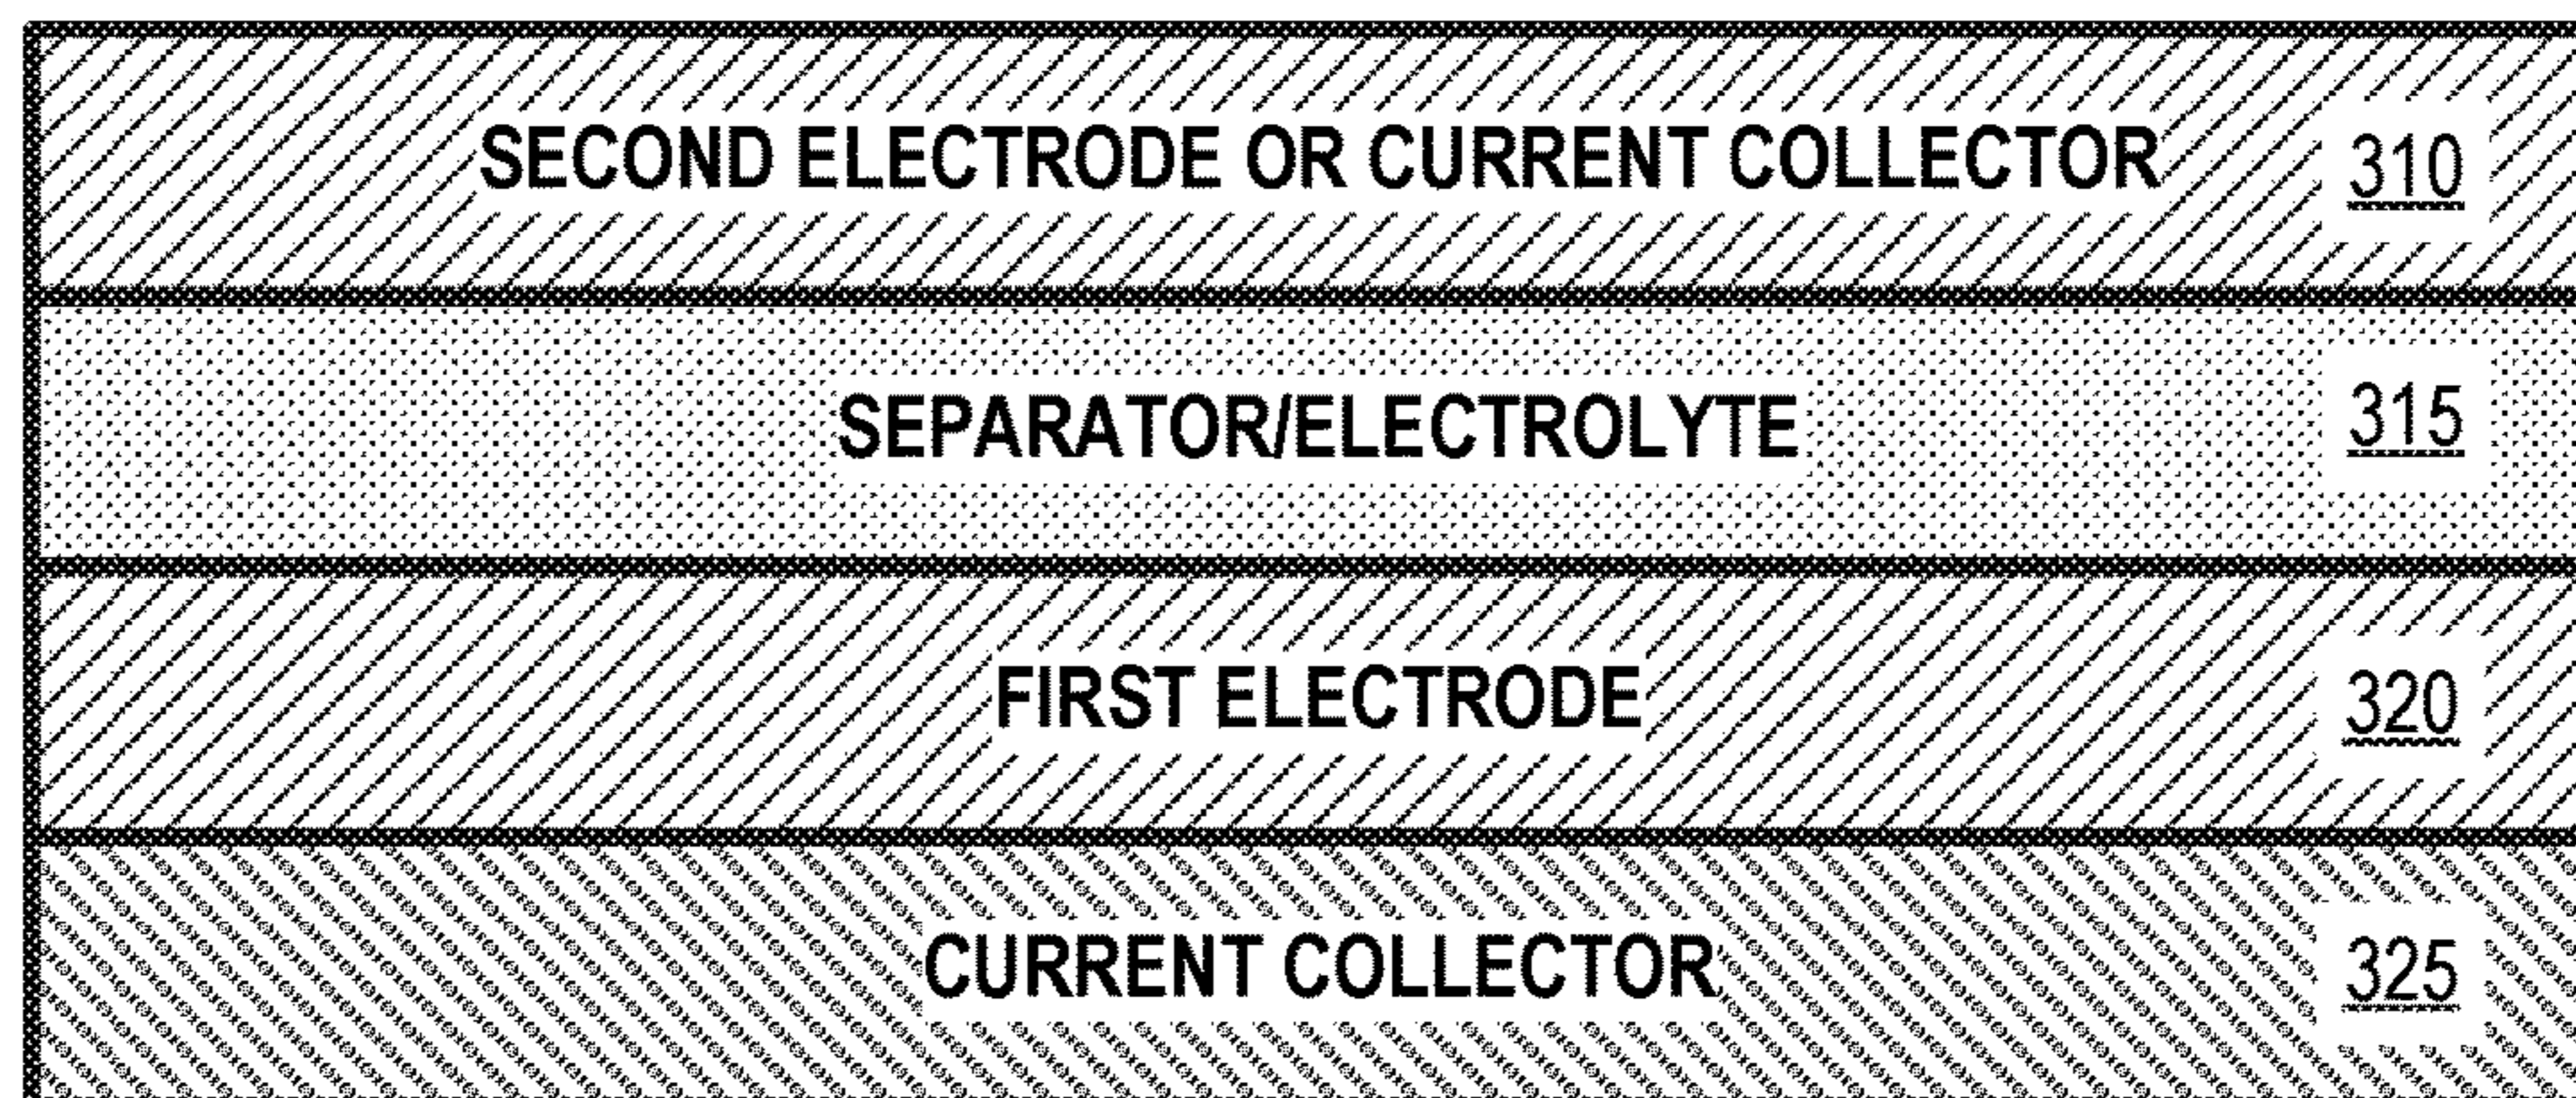 SECOND ELECTRODE OR CURRENT COLLECTOR 310
SEPARATOR/ELECTROLYTE 315
FIRST ELECTRODE 320
CURRENT COLLECTOR 325